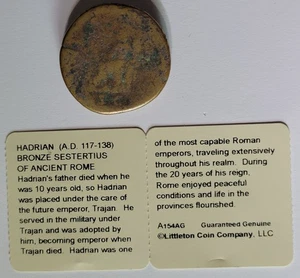 HADRIAN (A.D. 117-138)
BRONZE SESTERTIUS
OF ANCIENT ROME
Hadrian's father died when he
was 10 years old, so Hadrian
was placed under the care of
the future emperor, Trajan. He
served in the military under
Trajan and was adopted by
him, becoming emperor when
Trajan died. Hadrian was one
of the most capable Roman
emperors, traveling extensively
throughout his realm. During
the 20 years of his reign,
Rome enjoyed peaceful
conditions and life in the
provinces flourished.
A154AG Guaranteed Genuine
©Littleton Coin Company, LLC